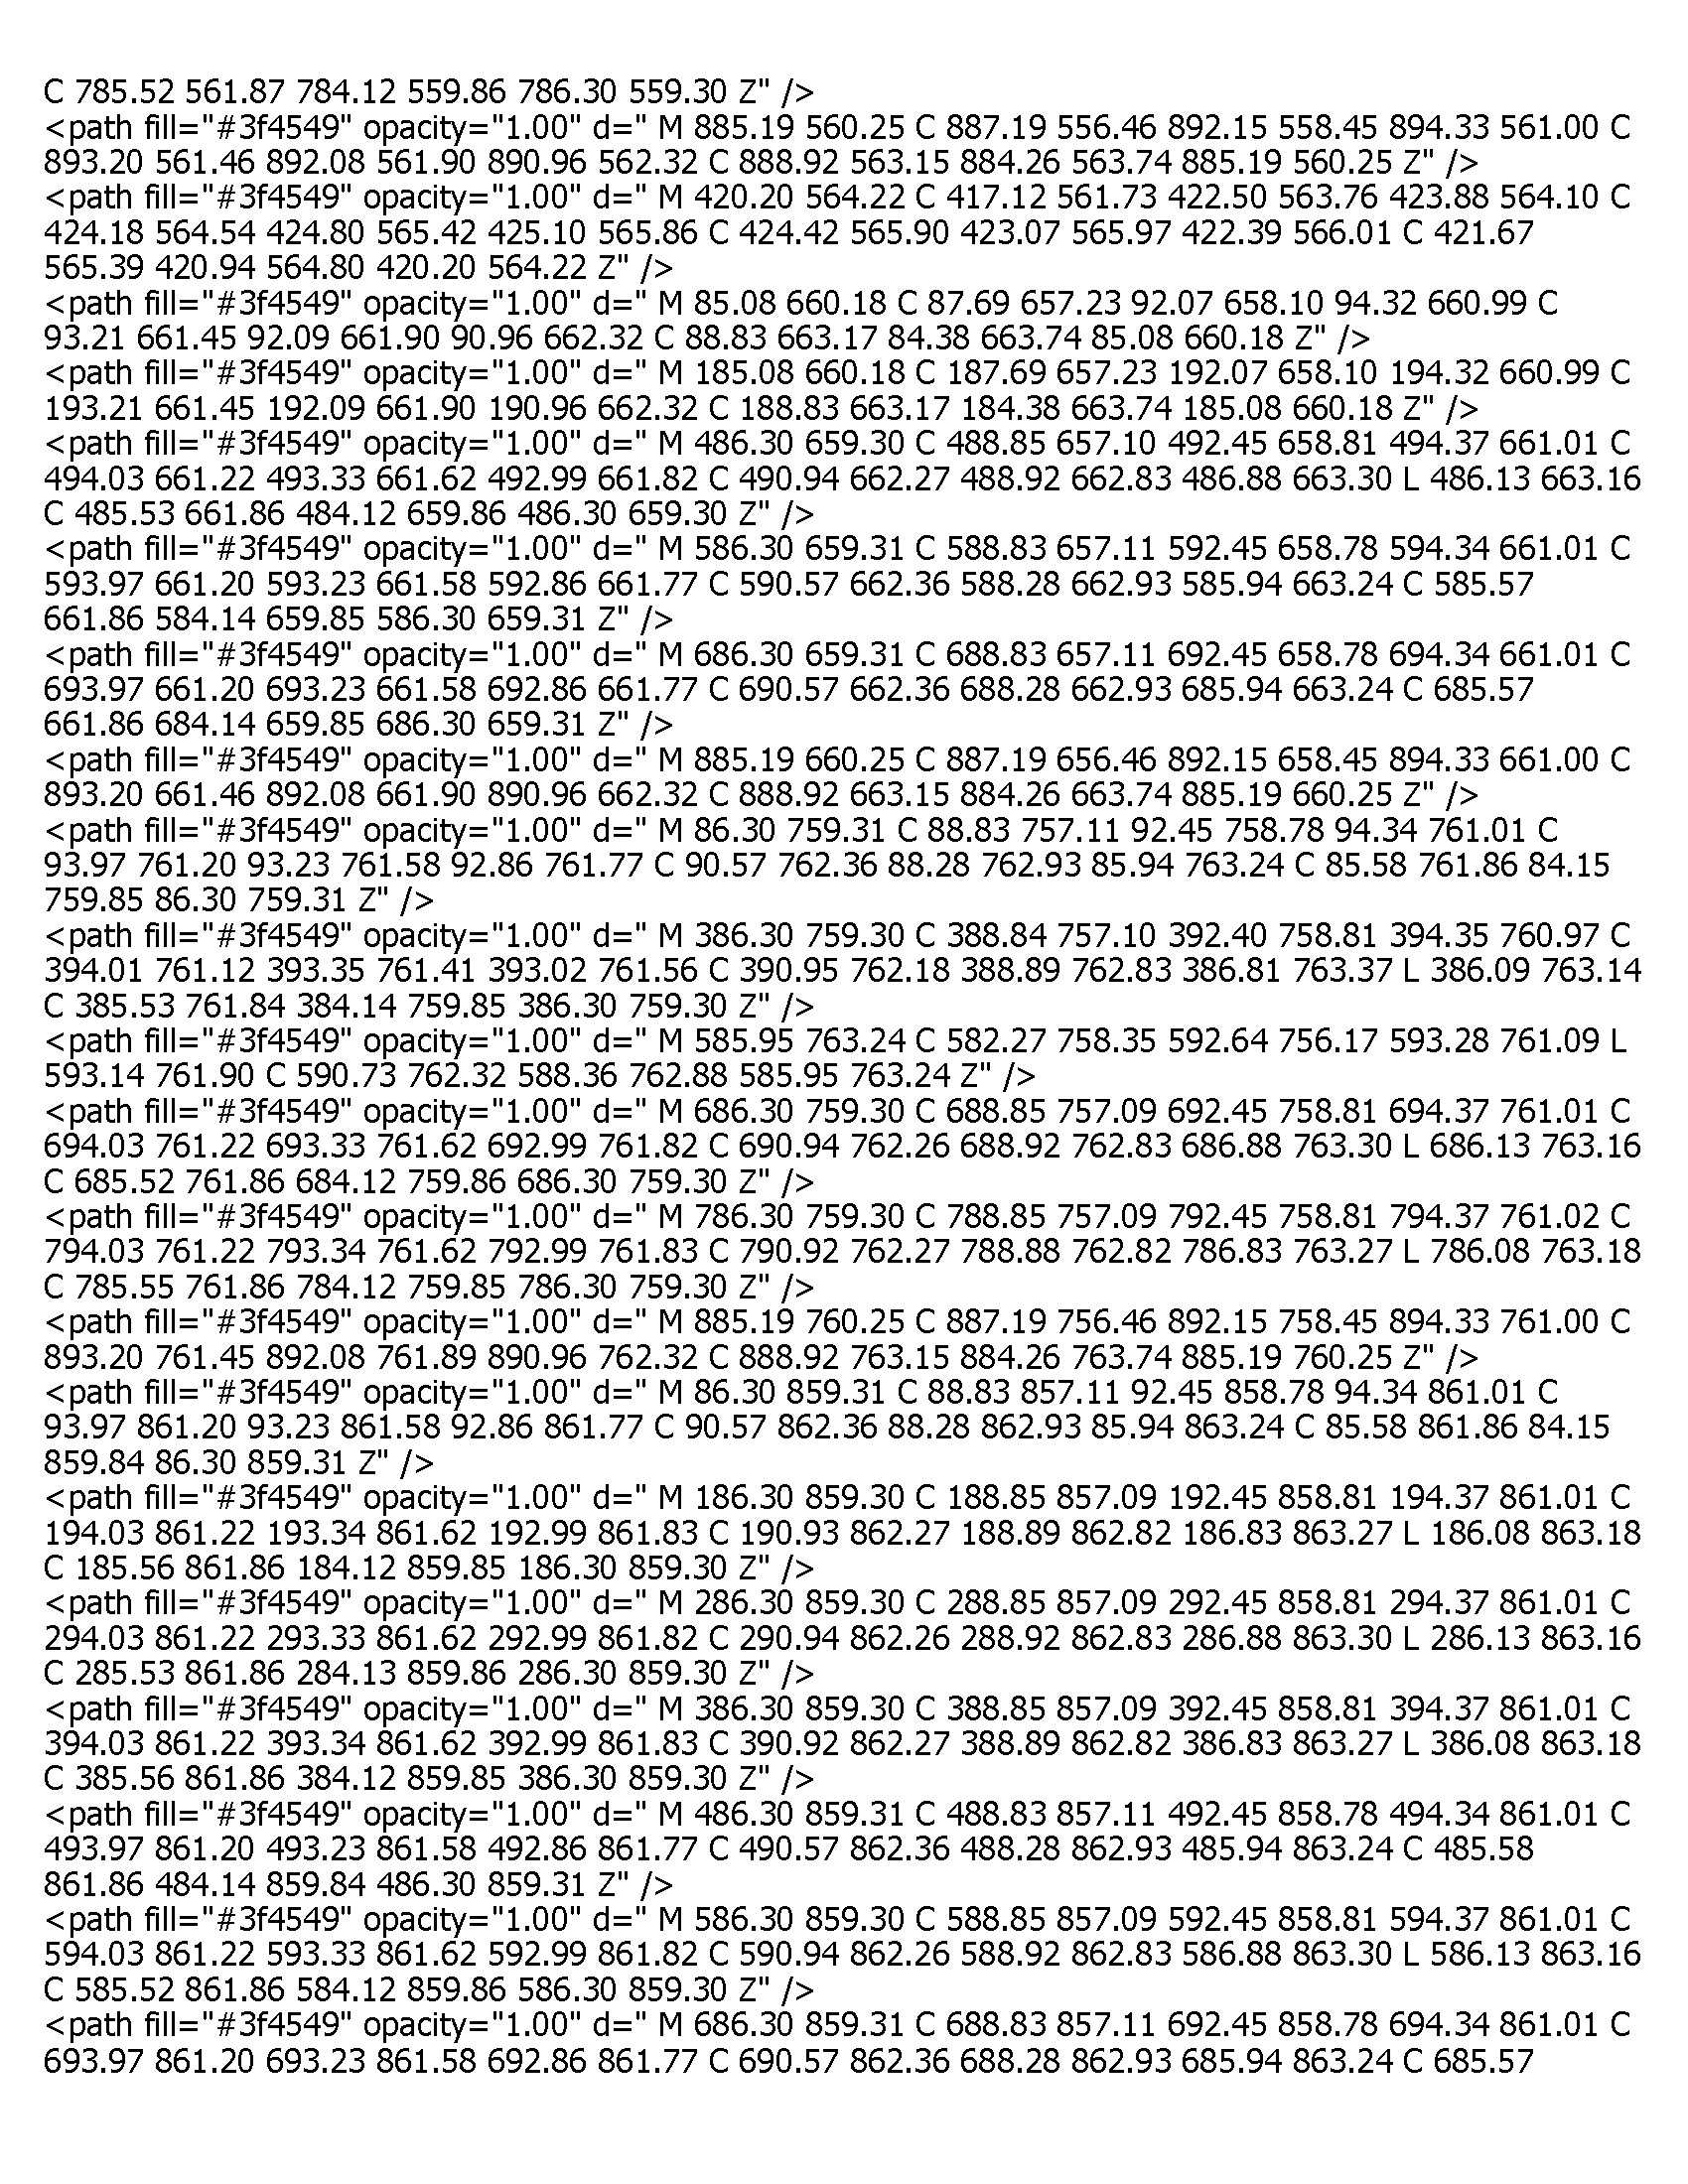 C 785.52 561.87 784.12 559.86 786.30 559.30 Z" />
<path fill="#3f4549" opacity="1.00" d=" M 885.19 560.25 C 887.19 556.46 892.15 558.45 894.33 561.00 C
893.20 561.46 892.08 561.90 890.96 562.32 C 888.92 563.15 884.26 563.74 885.19 560.25 Z" />
<path fill="#3f4549" opacity="1.00" d=" M 420.20 564.22 C 417.12 561.73 422.50 563.76 423.88 564.10 C
424.18 564.54 424.80 565.42 425.10 565.86 C 424.42 565.90 423.07 565.97 422.39 566.01 C 421.67
565.39 420.94 564.80 420.20 564.22 Z" />
<path fill="#3f4549" opacity="1.00" d=" M 85.08 660.18 C 87.69 657.23 92.07 658.10 94.32 660.99 C
93.21 661.45 92.09 661.90 90.96 662.32 C 88.83 663.17 84.38 663.74 85.08 660.18 Z" />
<path fill="#3f4549" opacity="1.00" d=" M 185.08 660.18 C 187.69 657.23 192.07 658.10 194.32 660.99 C
193.21 661.45 192.09 661.90 190.96 662.32 C 188.83 663.17 184.38 663.74 185.08 660.18 Z" />
<path fill="#3f4549" opacity="1.00" d=" M 486.30 659.30 C 488.85 657.10 492.45 658.81 494.37 661.01 C
494.03 661.22 493.33 661.62 492.99 661.82 C 490.94 662.27 488.92 662.83 486.88 663.30 L 486.13 663.16
C 485.53 661.86 484.12 659.86 486.30 659.30 Z" />
<path fill="#3f4549" opacity="1.00" d=" M 586.30 659.31 C 588.83 657.11 592.45 658.78 594.34 661.01 C
593.97 661.20 593.23 661.58 592.86 661.77 C 590.57 662.36 588.28 662.93 585.94 663.24 C 585.57
661.86 584.14 659.85 586.30 659.31 Z" />
<path fill="#3f4549" opacity="1.00" d=" M 686.30 659.31 C 688.83 657.11 692.45 658.78 694.34 661.01 C
693.97 661.20 693.23 661.58 692.86 661.77 C 690.57 662.36 688.28 662.93 685.94 663.24 C 685.57
661.86 684.14 659.85 686.30 659.31 Z" />
<path fill="#3f4549" opacity="1.00" d=" M 885.19 660.25 C 887.19 656.46 892.15 658.45 894.33 661.00 C
893.20 661.46 892.08 661.90 890.96 662.32 C 888.92 663.15 884.26 663.74 885.19 660.25 Z" />
<path fill="#3f4549" opacity="1.00" d=" M 86.30 759.31 C 88.83 757.11 92.45 758.78 94.34 761.01 C
93.97 761.20 93.23 761.58 92.86 761.77 C 90.57 762.36 88.28 762.93 85.94 763.24 C 85.58 761.86 84.15
759.85 86.30 759.31 Z" />
<path fill="#3f4549" opacity="1.00" d=" M 386.30 759.30 C 388.84 757.10 392.40 758.81 394.35 760.97 C
394.01 761.12 393.35 761.41 393.02 761.56 C 390.95 762.18 388.89 762.83 386.81 763.37 L 386.09 763.14
C 385.53 761.84 384.14 759.85 386.30 759.30 Z" />
<path fill="#3f4549" opacity="1.00" d=" M 585.95 763.24 C 582.27 758.35 592.64 756.17 593.28 761.09 L
593.14 761.90 C 590.73 762.32 588.36 762.88 585.95 763.24 Z" />
<path fill="#3f4549" opacity="1.00" d=" M 686.30 759.30 C 688.85 757.09 692.45 758.81 694.37 761.01 C
694.03 761.22 693.33 761.62 692.99 761.82 C 690.94 762.26 688.92 762.83 686.88 763.30 L 686.13 763.16
C 685.52 761.86 684.12 759.86 686.30 759.30 Z" />
<path fill="#3f4549" opacity="1.00" d=" M 786.30 759.30 C 788.85 757.09 792.45 758.81 794.37 761.02 C
794.03 761.22 793.34 761.62 792.99 761.83 C 790.92 762.27 788.88 762.82 786.83 763.27 L 786.08 763.18
C 785.55 761.86 784.12 759.85 786.30 759.30 Z" />
<path fill="#3f4549" opacity="1.00" d=" M 885.19 760.25 C 887.19 756.46 892.15 758.45 894.33 761.00 C
893.20 761.45 892.08 761.89 890.96 762.32 C 888.92 763.15 884.26 763.74 885.19 760.25 Z" />
<path fill="#3f4549" opacity="1.00" d=" M 86.30 859.31 C 88.83 857.11 92.45 858.78 94.34 861.01 C
93.97 861.20 93.23 861.58 92.86 861.77 C 90.57 862.36 88.28 862.93 85.94 863.24 C 85.58 861.86 84.15
859.84 86.30 859.31 Z" />
<path fill="#3f4549" opacity="1.00" d=" M 186.30 859.30 C 188.85 857.09 192.45 858.81 194.37 861.01 C
194.03 861.22 193.34 861.62 192.99 861.83 C 190.93 862.27 188.89 862.82 186.83 863.27 L 186.08 863.18
C 185.56 861.86 184.12 859.85 186.30 859.30 Z" />
<path fill="#3f4549" opacity="1.00" d=" M 286.30 859.30 C 288.85 857.09 292.45 858.81 294.37 861.01 C
294.03 861.22 293.33 861.62 292.99 861.82 C 290.94 862.26 288.92 862.83 286.88 863.30 L 286.13 863.16
C 285.53 861.86 284.13 859.86 286.30 859.30 Z" />
<path fill="#3f4549" opacity="1.00" d=" M 386.30 859.30 C 388.85 857.09 392.45 858.81 394.37 861.01 C
394.03 861.22 393.34 861.62 392.99 861.83 C 390.92 862.27 388.89 862.82 386.83 863.27 L 386.08 863.18
C 385.56 861.86 384.12 859.85 386.30 859.30 Z" />
<path fill="#3f4549" opacity="1.00" d=" M 486.30 859.31 C 488.83 857.11 492.45 858.78 494.34 861.01 C
493.97 861.20 493.23 861.58 492.86 861.77 C 490.57 862.36 488.28 862.93 485.94 863.24 C 485.58
861.86 484.14 859.84 486.30 859.31 Z" />
<path fill="#3f4549" opacity="1.00" d=" M 586.30 859.30 C 588.85 857.09 592.45 858.81 594.37 861.01 C
594.03 861.22 593.33 861.62 592.99 861.82 C 590.94 862.26 588.92 862.83 586.88 863.30 L 586.13 863.16
C 585.52 861.86 584.12 859.86 586.30 859.30 Z" />
<path fill="#3f4549" opacity="1.00" d=" M 686.30 859.31 C 688.83 857.11 692.45 858.78 694.34 861.01 C
693.97 861.20 693.23 861.58 692.86 861.77 C 690.57 862.36 688.28 862.93 685.94 863.24 C 685.57